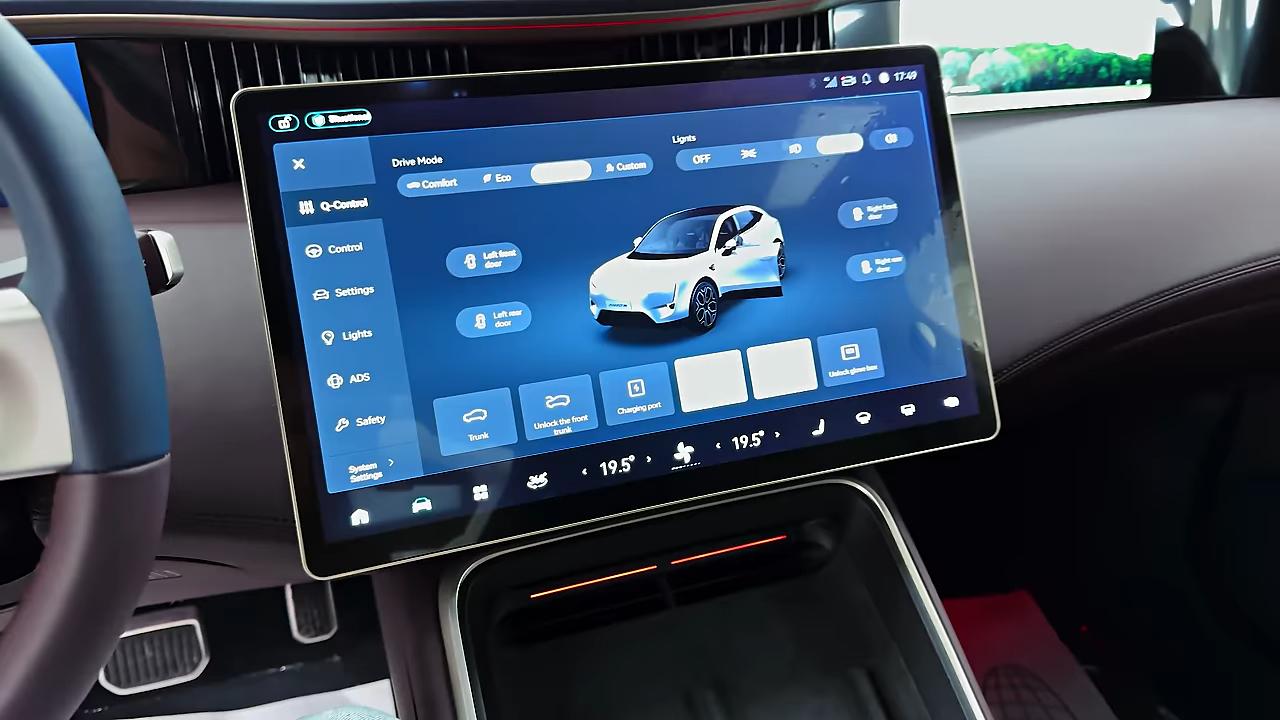 17:49
Drive Mode
Comfort
Eco
Custom
Lights
OFF
Q-Control
Control
Settings
Lights
ADS
Safety
System
Settings
Left front
door
Left rear
door
Right front
door
Right rear
door
Trunk
Unlock the front
trunk
Charging port
Unlock glove box
360°
19.5°
19.5°